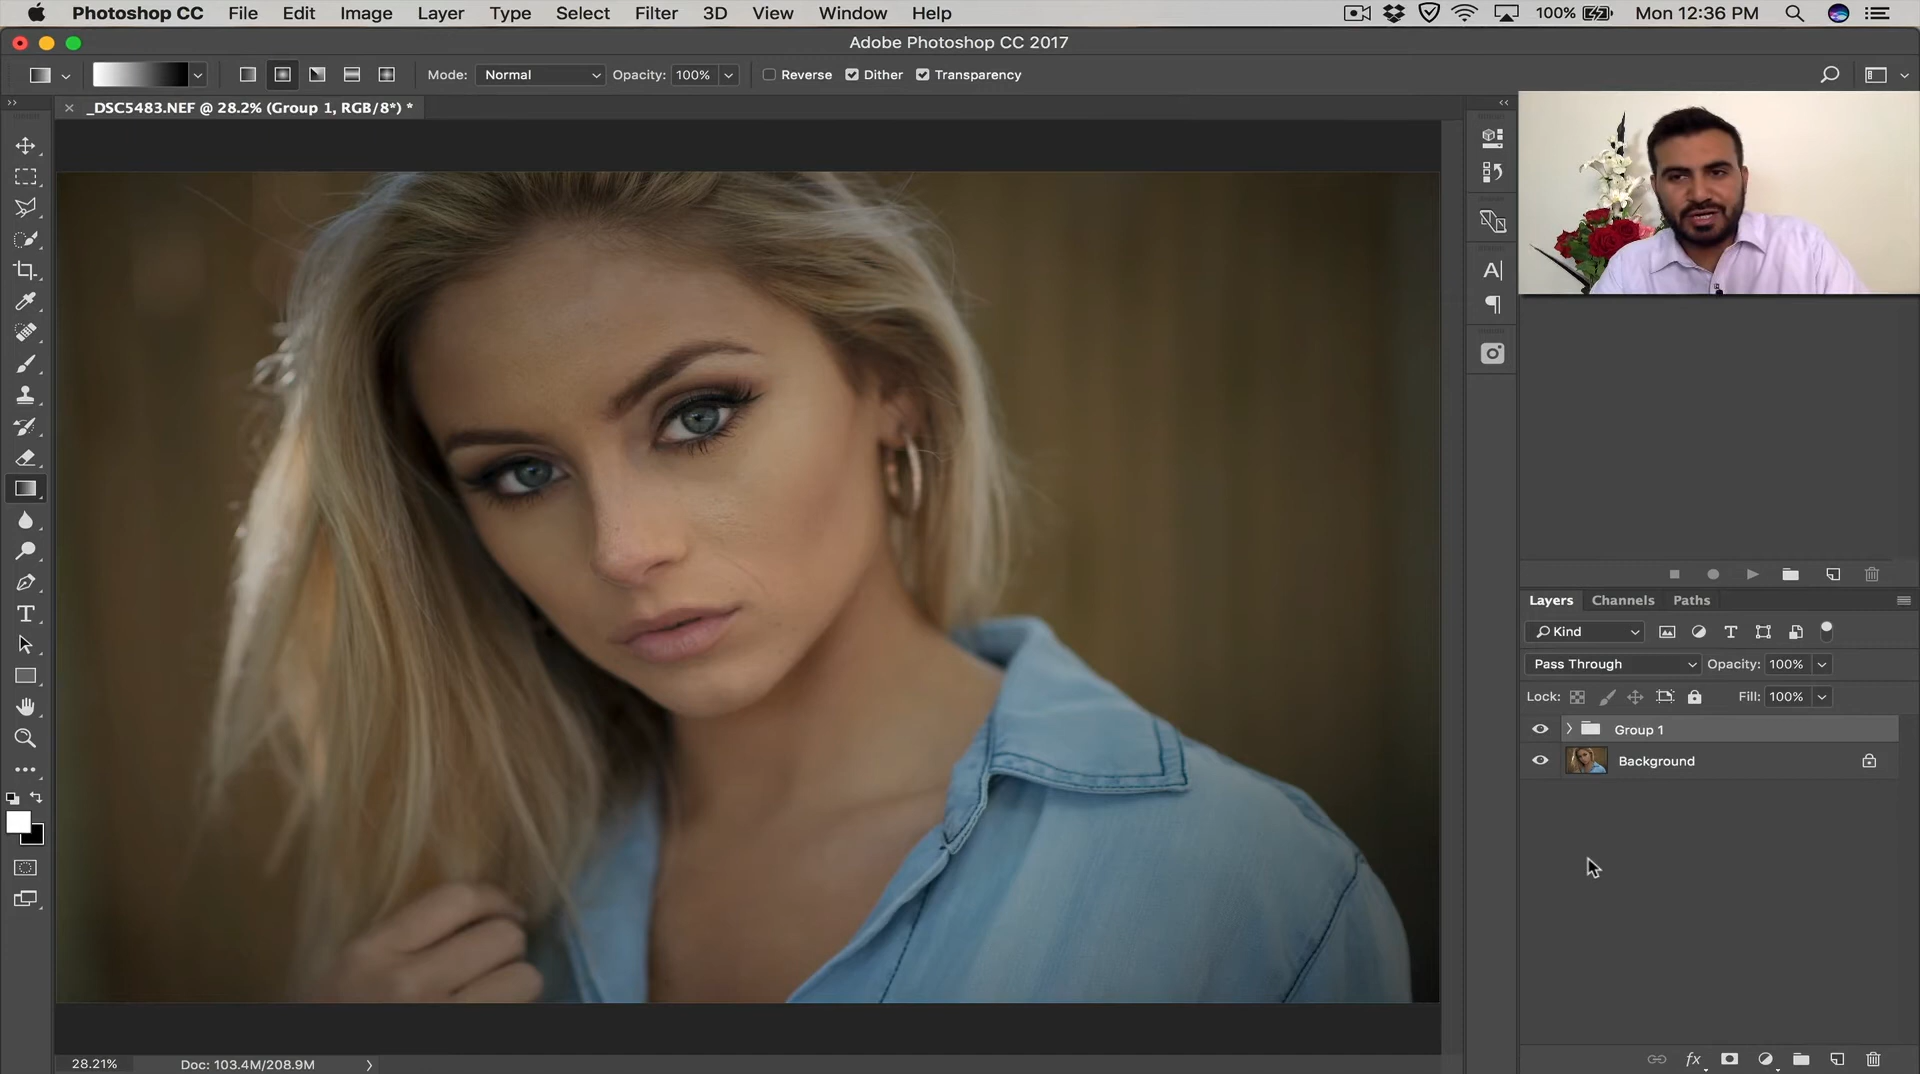 Photoshop CC File Edit Image Layer Type Select Filter 3D View Window Help 100% Mon 12:36 PM
Adobe Photoshop CC 2017
Mode: Normal Opacity: 100% Reverse Dither Transparency
_DSC5483.NEF @ 28.2% (Group 1, RGB/8*) *
Layers Channels Paths
Kind
Pass Through Opacity: 100%
Lock: Fill: 100%
Group 1
Background
28.21% Doc: 103.4M/208.9M